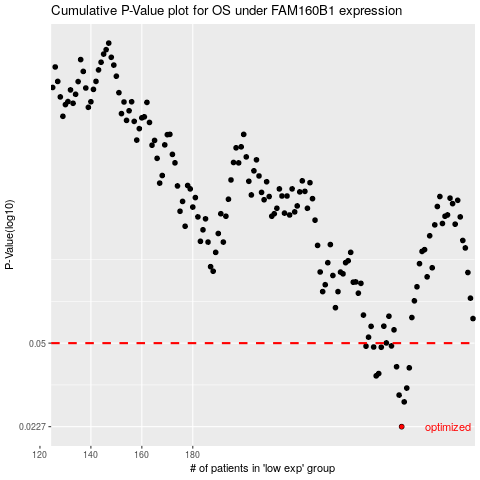 Cumulative P-Value plot for OS under FAM160B1 expression
P-Value(log10)
0.05
0.0227
optimized
120 140 160 180
# of patients in 'low exp' group